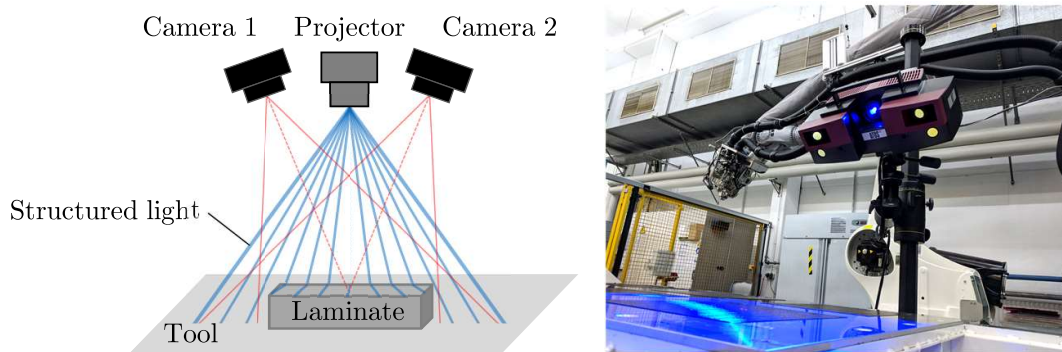 Camera 1
Projector
Camera 2
Structured light
Laminate
Tool